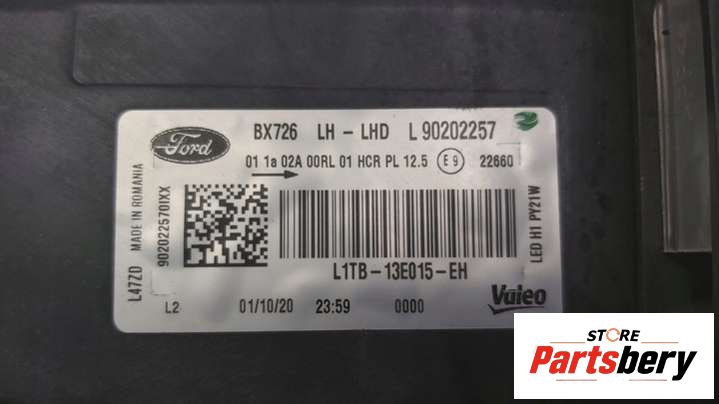 Ford BX726 LH - LHD L 90202257
01 1a 02A 00RL 01 HCR PL 12.5 E9 22660
MADE IN ROMANIA
9020225701XX
L47ZD
LED H1 PY21W
L1TB-13E015-EH
L2 01/10/20 23:59 0000 Valeo
STORE
Partsbery